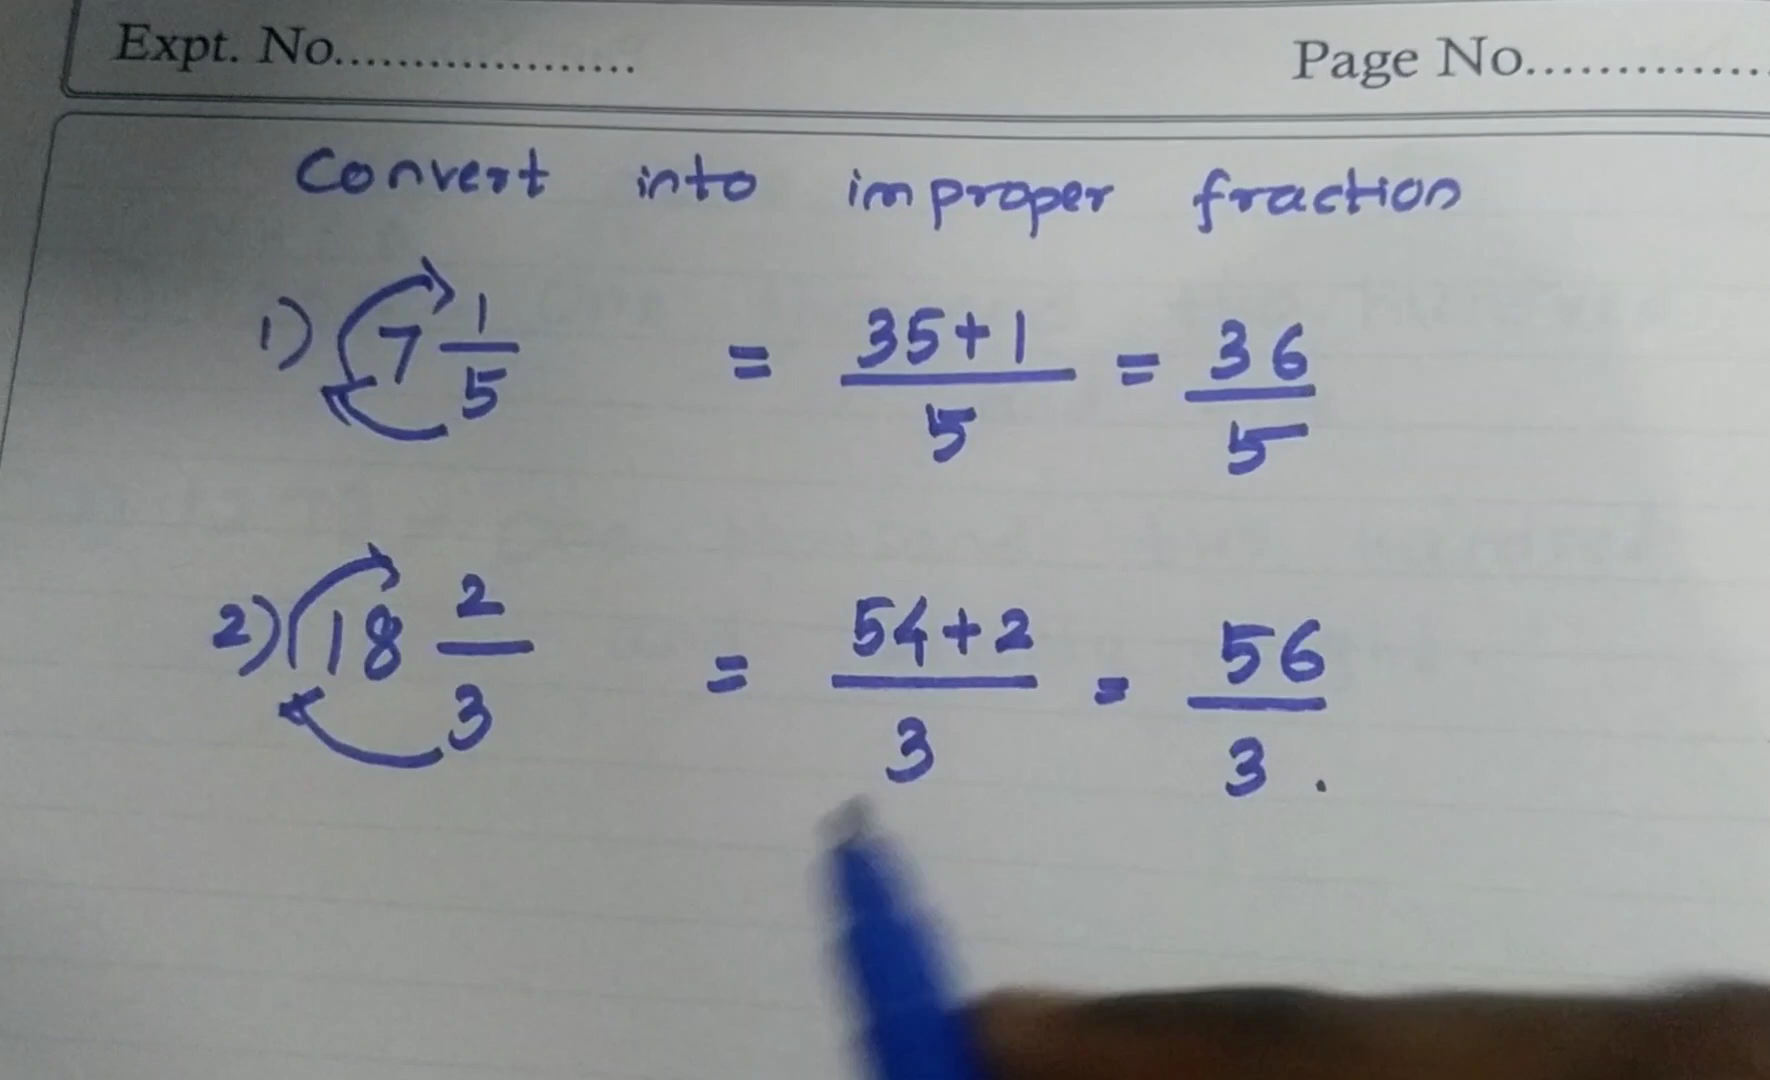 Expt. No................... Page No..............
Convert into improper fraction
1) 7 1/5 = 35+1/5 = 36/5
2) 18 2/3 = 54+2/3 = 56/3 .